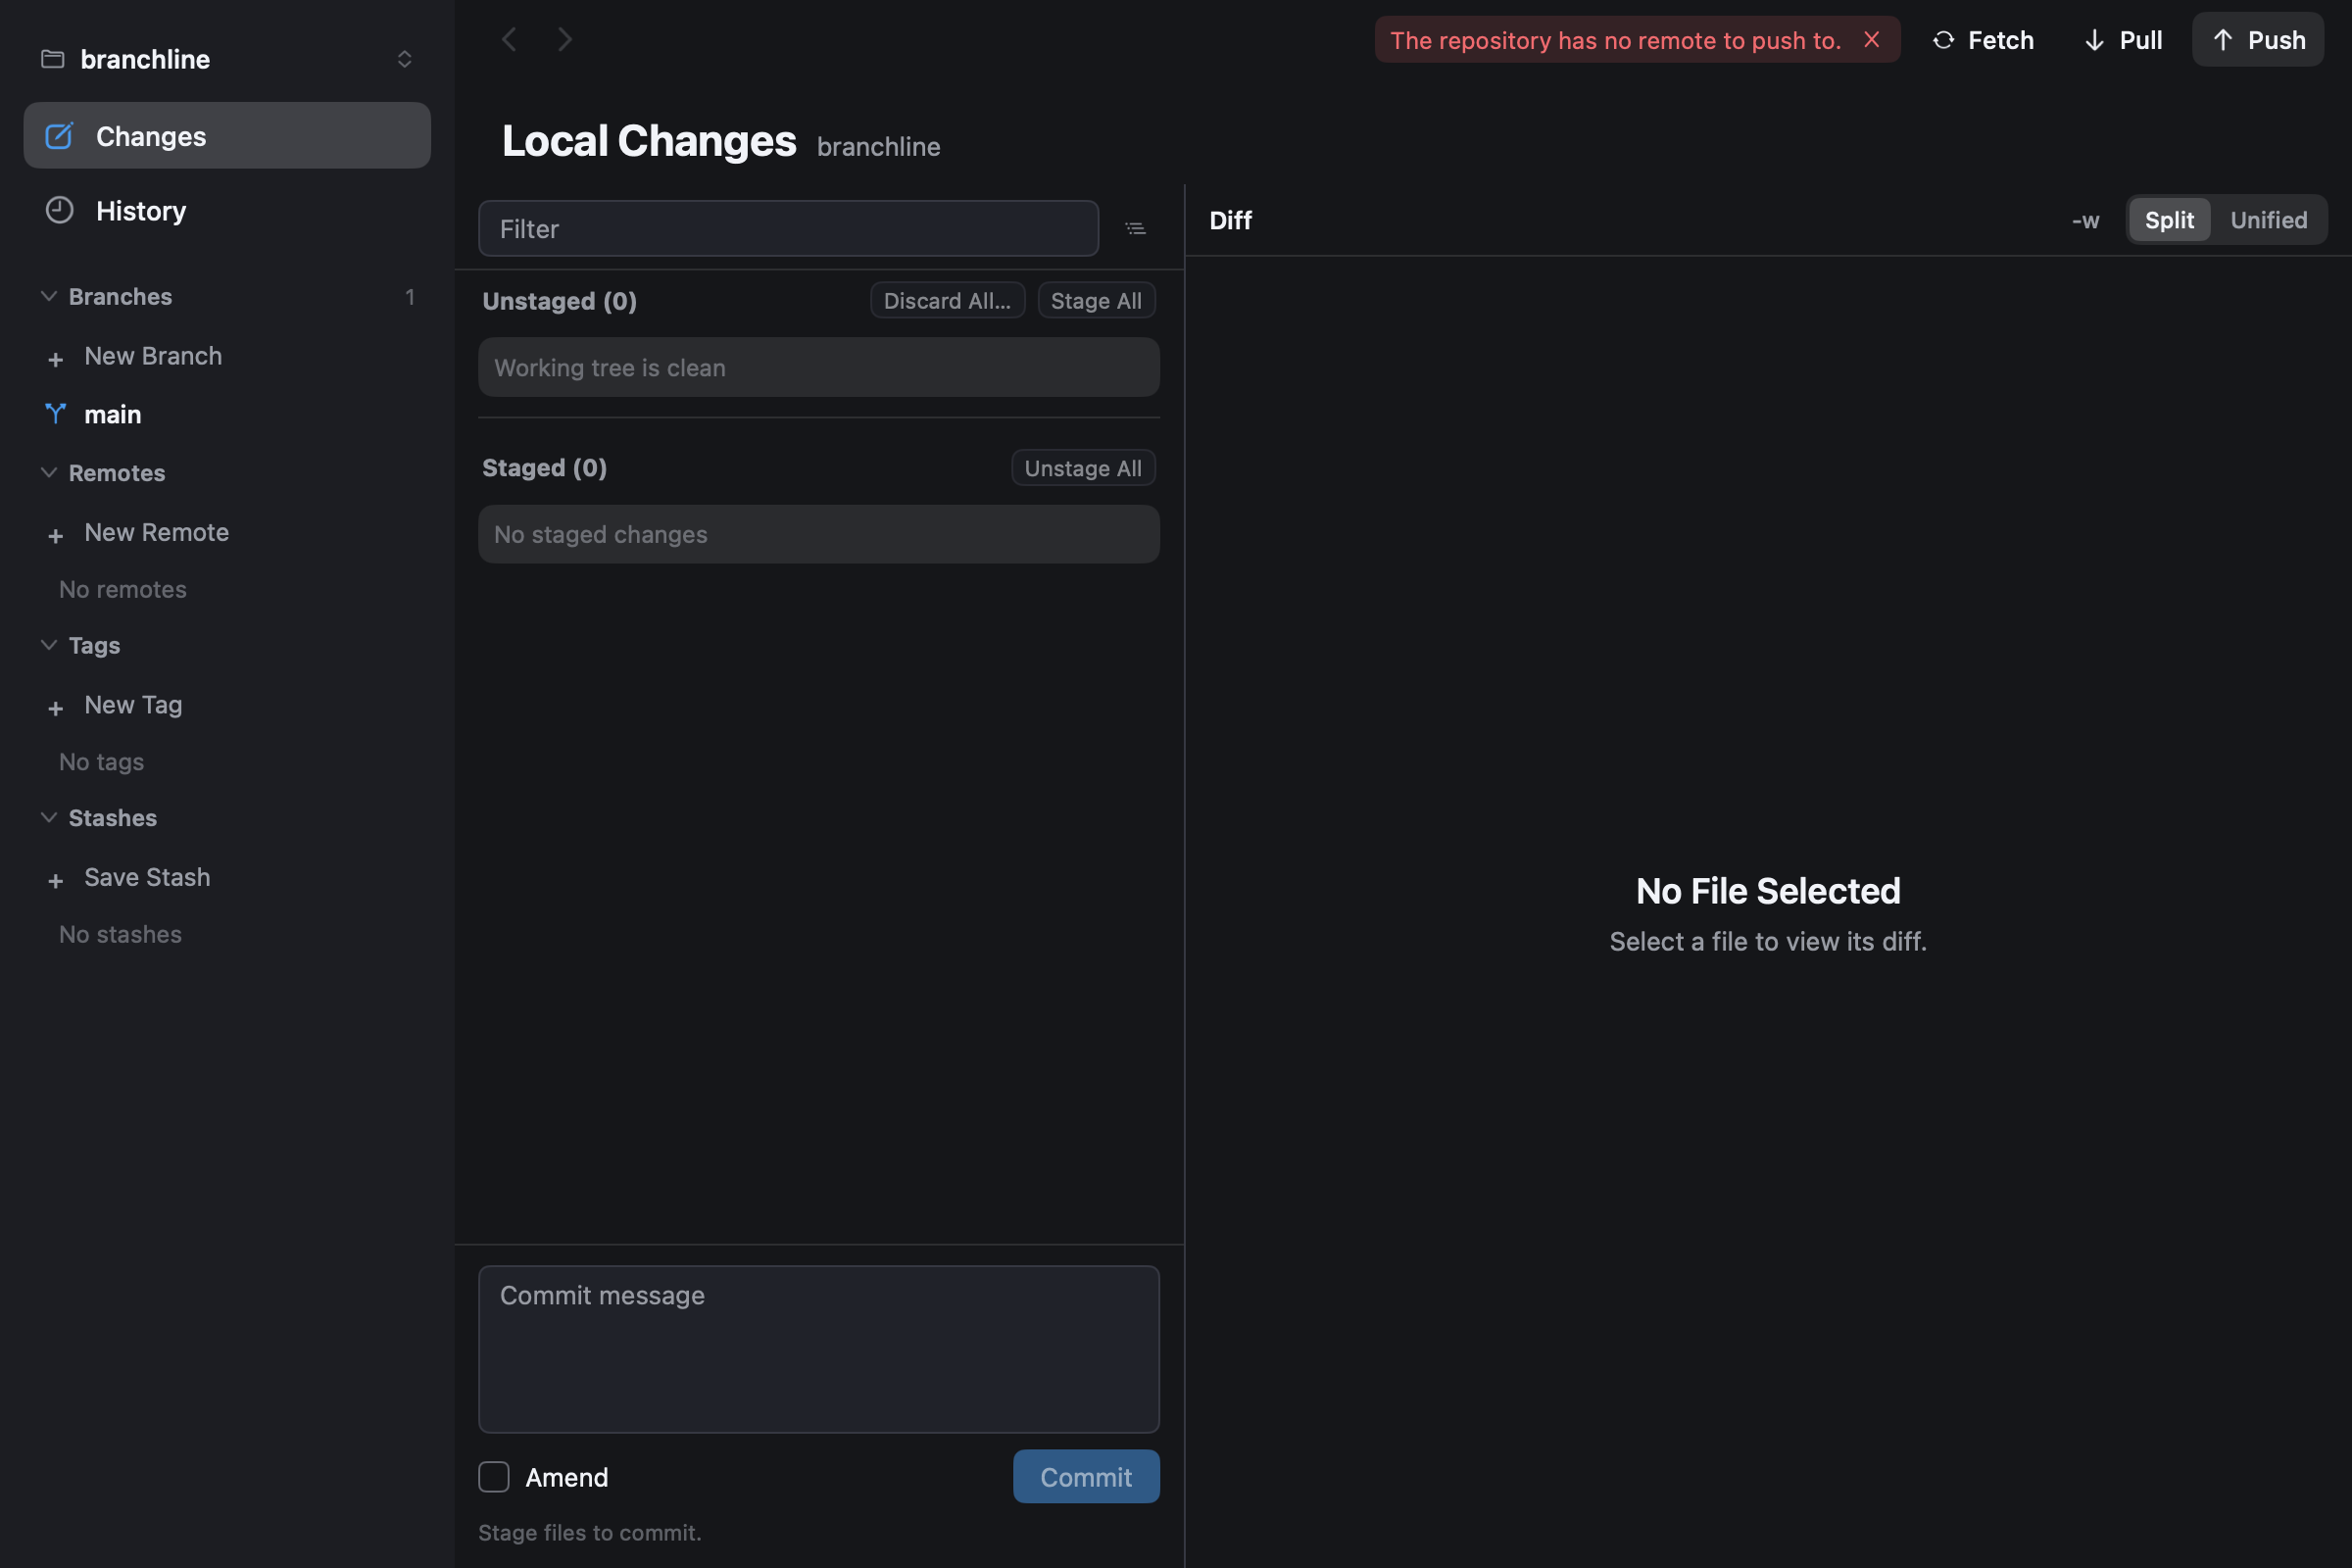 branchline
Changes
History
Branches 1
New Branch
main
Remotes
New Remote
No remotes
Tags
New Tag
No tags
Stashes
Save Stash
No stashes
The repository has no remote to push to.
Fetch
Pull
Push
Local Changes branchline
Filter
Unstaged (0) Discard All... Stage All
Working tree is clean
Staged (0) Unstage All
No staged changes
Commit message
Amend Commit
Stage files to commit.
Diff -w Split Unified
No File Selected
Select a file to view its diff.